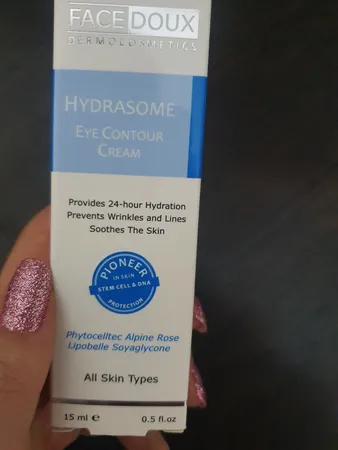 FACEDOUX
DERMOCOSMETICS
HYDRASOME
EYE CONTOUR
CREAM
Provides 24-hour Hydration
Prevents Wrinkles and Lines
Soothes The Skin
PIONEER
IN SKIN
STEM CELL & DNA
PROTECTION
Phytocelltec Alpine Rose
Lipobelle Soyaglycone
All Skin Types
15 ml e 0.5 fl.oz